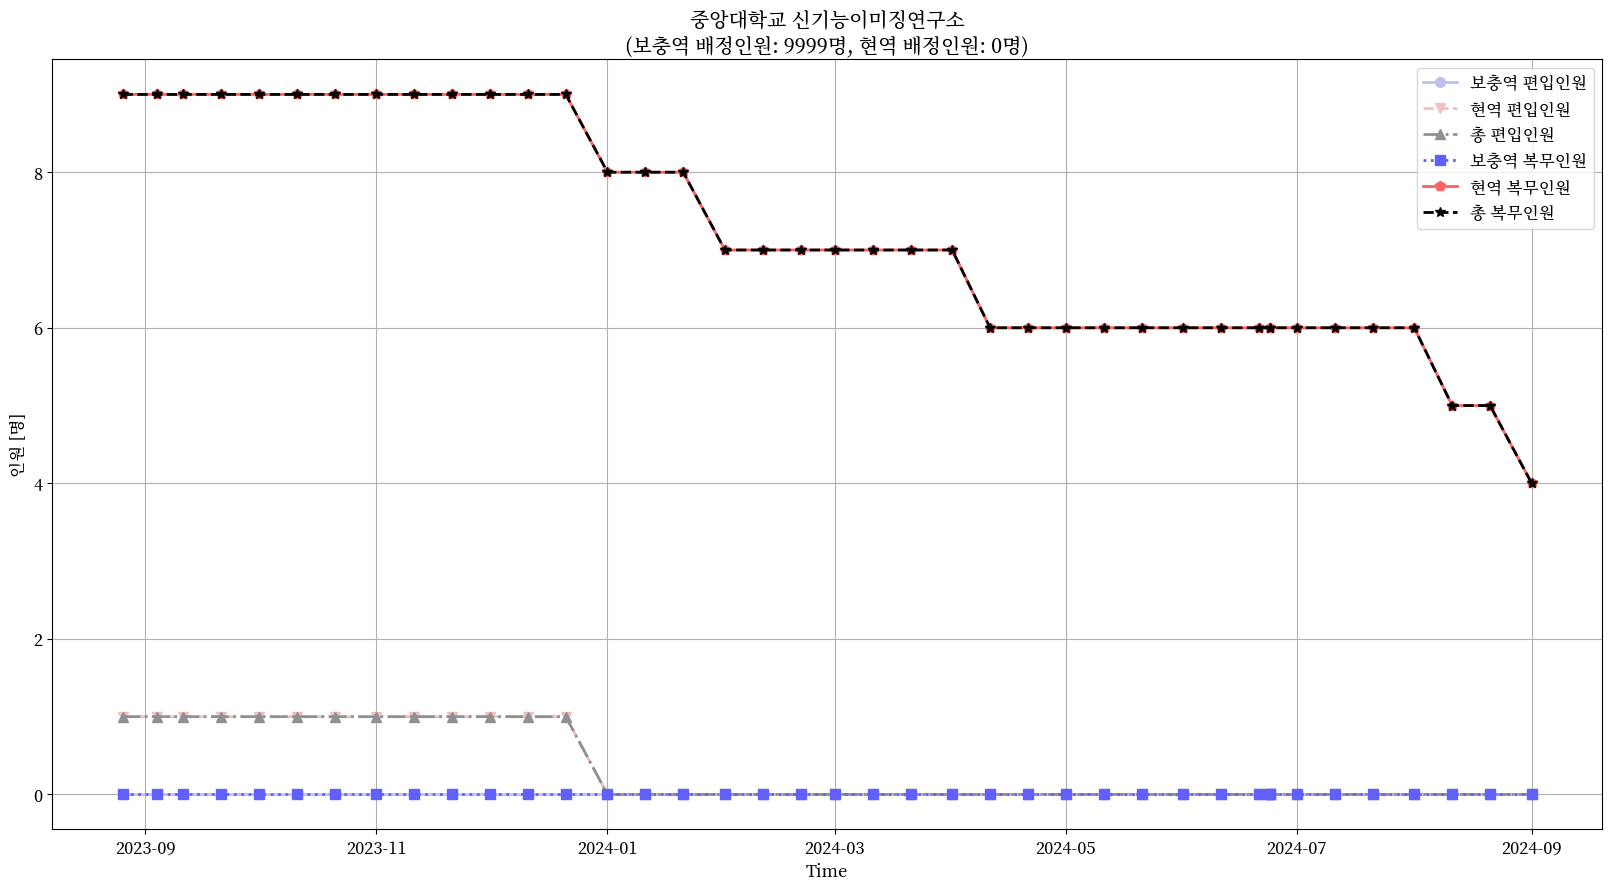 중앙대학교 신기능이미징연구소
(보충역 배정인원: 9999명, 현역 배정인원: 0명)
보충역 편입인원
현역 편입인원
총 편입인원
보충역 복무인원
현역 복무인원
총 복무인원
인원 [명]
8
6
4
2
0
2023-09
2023-11
2024-01
2024-03
2024-05
2024-07
2024-09
Time